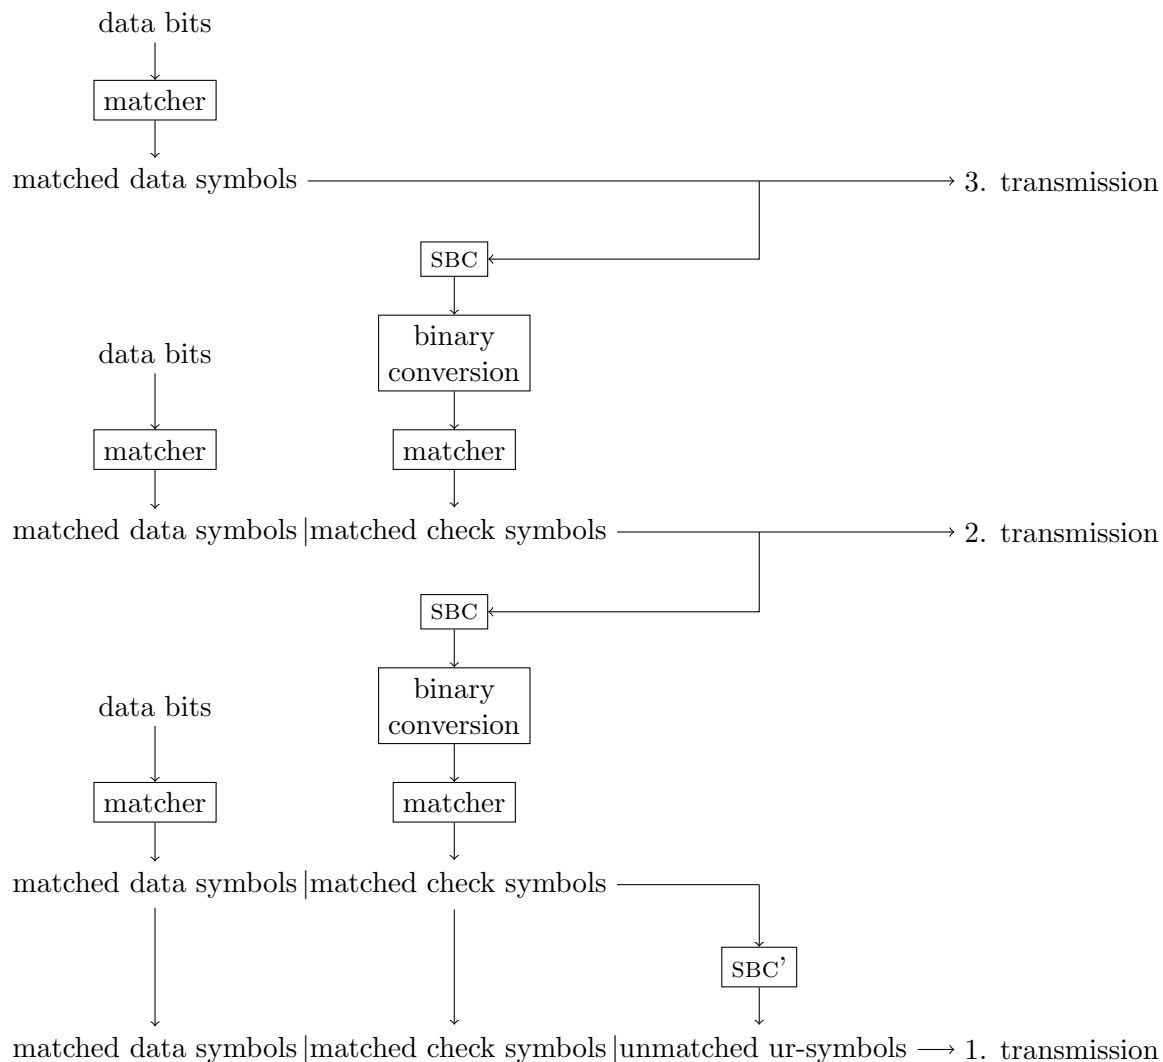 data bits
matcher
matched data symbols
3. transmission
SBC
binary
conversion
data bits
matcher
matcher
matched data symbols|matched check symbols
2. transmission
SBC
binary
conversion
data bits
matcher
matcher
matched data symbols|matched check symbols
SBC'
matched data symbols|matched check symbols|unmatched ur-symbols
1. transmission